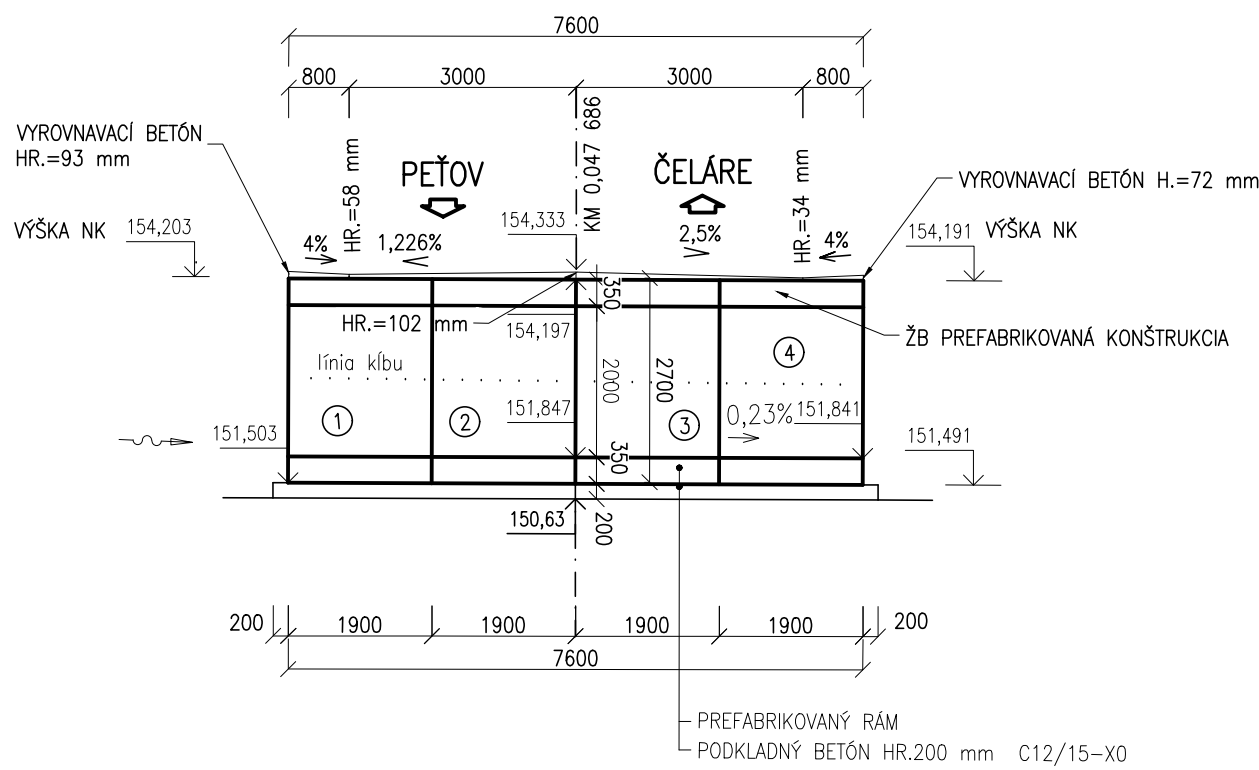 7600
800
3000
3000
800
VYROVNAVACÍ BETÓN
HR.=93 mm
HR.=58 mm
PEŤOV
KM 0,047 686
ČELÁRE
HR.=34 mm
VYROVNAVACÍ BETÓN H.=72 mm
VÝŠKA NK
154,203
4%
1,226%
154,333
2,5%
4%
154,191
VÝŠKA NK
350
HR.=102 mm
154,197
ŽB PREFABRIKOVANÁ KONŠTRUKCIA
línia kĺbu
2000
2700
4
1
2
151,847
3
0,23%
151,841
151,503
151,491
350
150,63
200
200
1900
1900
1900
1900
200
7600
PREFABRIKOVANÝ RÁM
PODKLADNÝ BETÓN HR.200 mm C12/15-X0